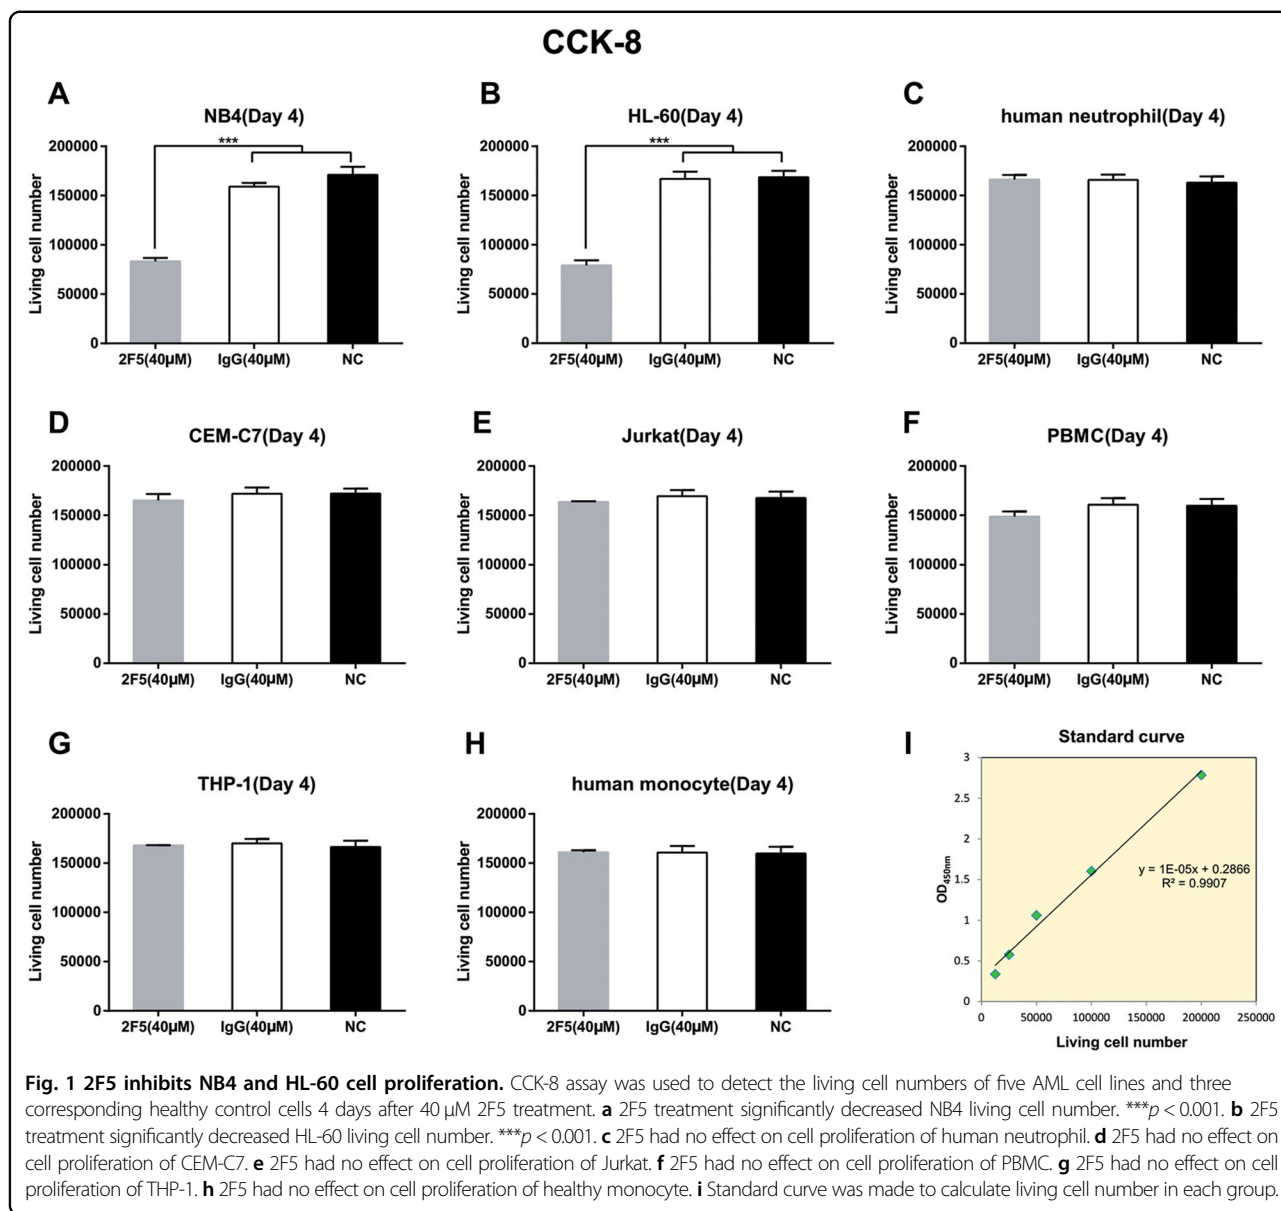 CCK-8
A
NB4(Day 4)
***
Living cell number
200000
150000
100000
50000
0
2F5(40μM)
IgG(40μM)
NC
B
HL-60(Day 4)
***
Living cell number
200000
150000
100000
50000
0
2F5(40μM)
IgG(40μM)
NC
C
human neutrophil(Day 4)
Living cell number
200000
150000
100000
50000
0
2F5(40μM)
IgG(40μM)
NC
D
CEM-C7(Day 4)
Living cell number
200000
150000
100000
50000
0
2F5(40μM)
IgG(40μM)
NC
E
Jurkat(Day 4)
Living cell number
200000
150000
100000
50000
0
2F5(40μM)
IgG(40μM)
NC
F
PBMC(Day 4)
Living cell number
200000
150000
100000
50000
0
2F5(40μM)
IgG(40μM)
NC
G
THP-1(Day 4)
Living cell number
200000
150000
100000
50000
0
2F5(40μM)
IgG(40μM)
NC
H
human monocyte(Day 4)
Living cell number
200000
150000
100000
50000
0
2F5(40μM)
IgG(40μM)
NC
I
Standard curve
OD450nm
3
2.5
2
1.5
1
0.5
0
y = 1E-05x + 0.2866
R² = 0.9907
0 50000 100000 150000 200000 250000
Living cell number
Fig. 1 2F5 inhibits NB4 and HL-60 cell proliferation. CCK-8 assay was used to detect the living cell numbers of five AML cell lines and three
corresponding healthy control cells 4 days after 40 μM 2F5 treatment. a 2F5 treatment significantly decreased NB4 living cell number. ***p < 0.001. b 2F5
treatment significantly decreased HL-60 living cell number. ***p < 0.001. c 2F5 had no effect on cell proliferation of human neutrophil. d 2F5 had no effect on
cell proliferation of CEM-C7. e 2F5 had no effect on cell proliferation of Jurkat. f 2F5 had no effect on cell proliferation of PBMC. g 2F5 had no effect on cell
proliferation of THP-1. h 2F5 had no effect on cell proliferation of healthy monocyte. i Standard curve was made to calculate living cell number in each group.